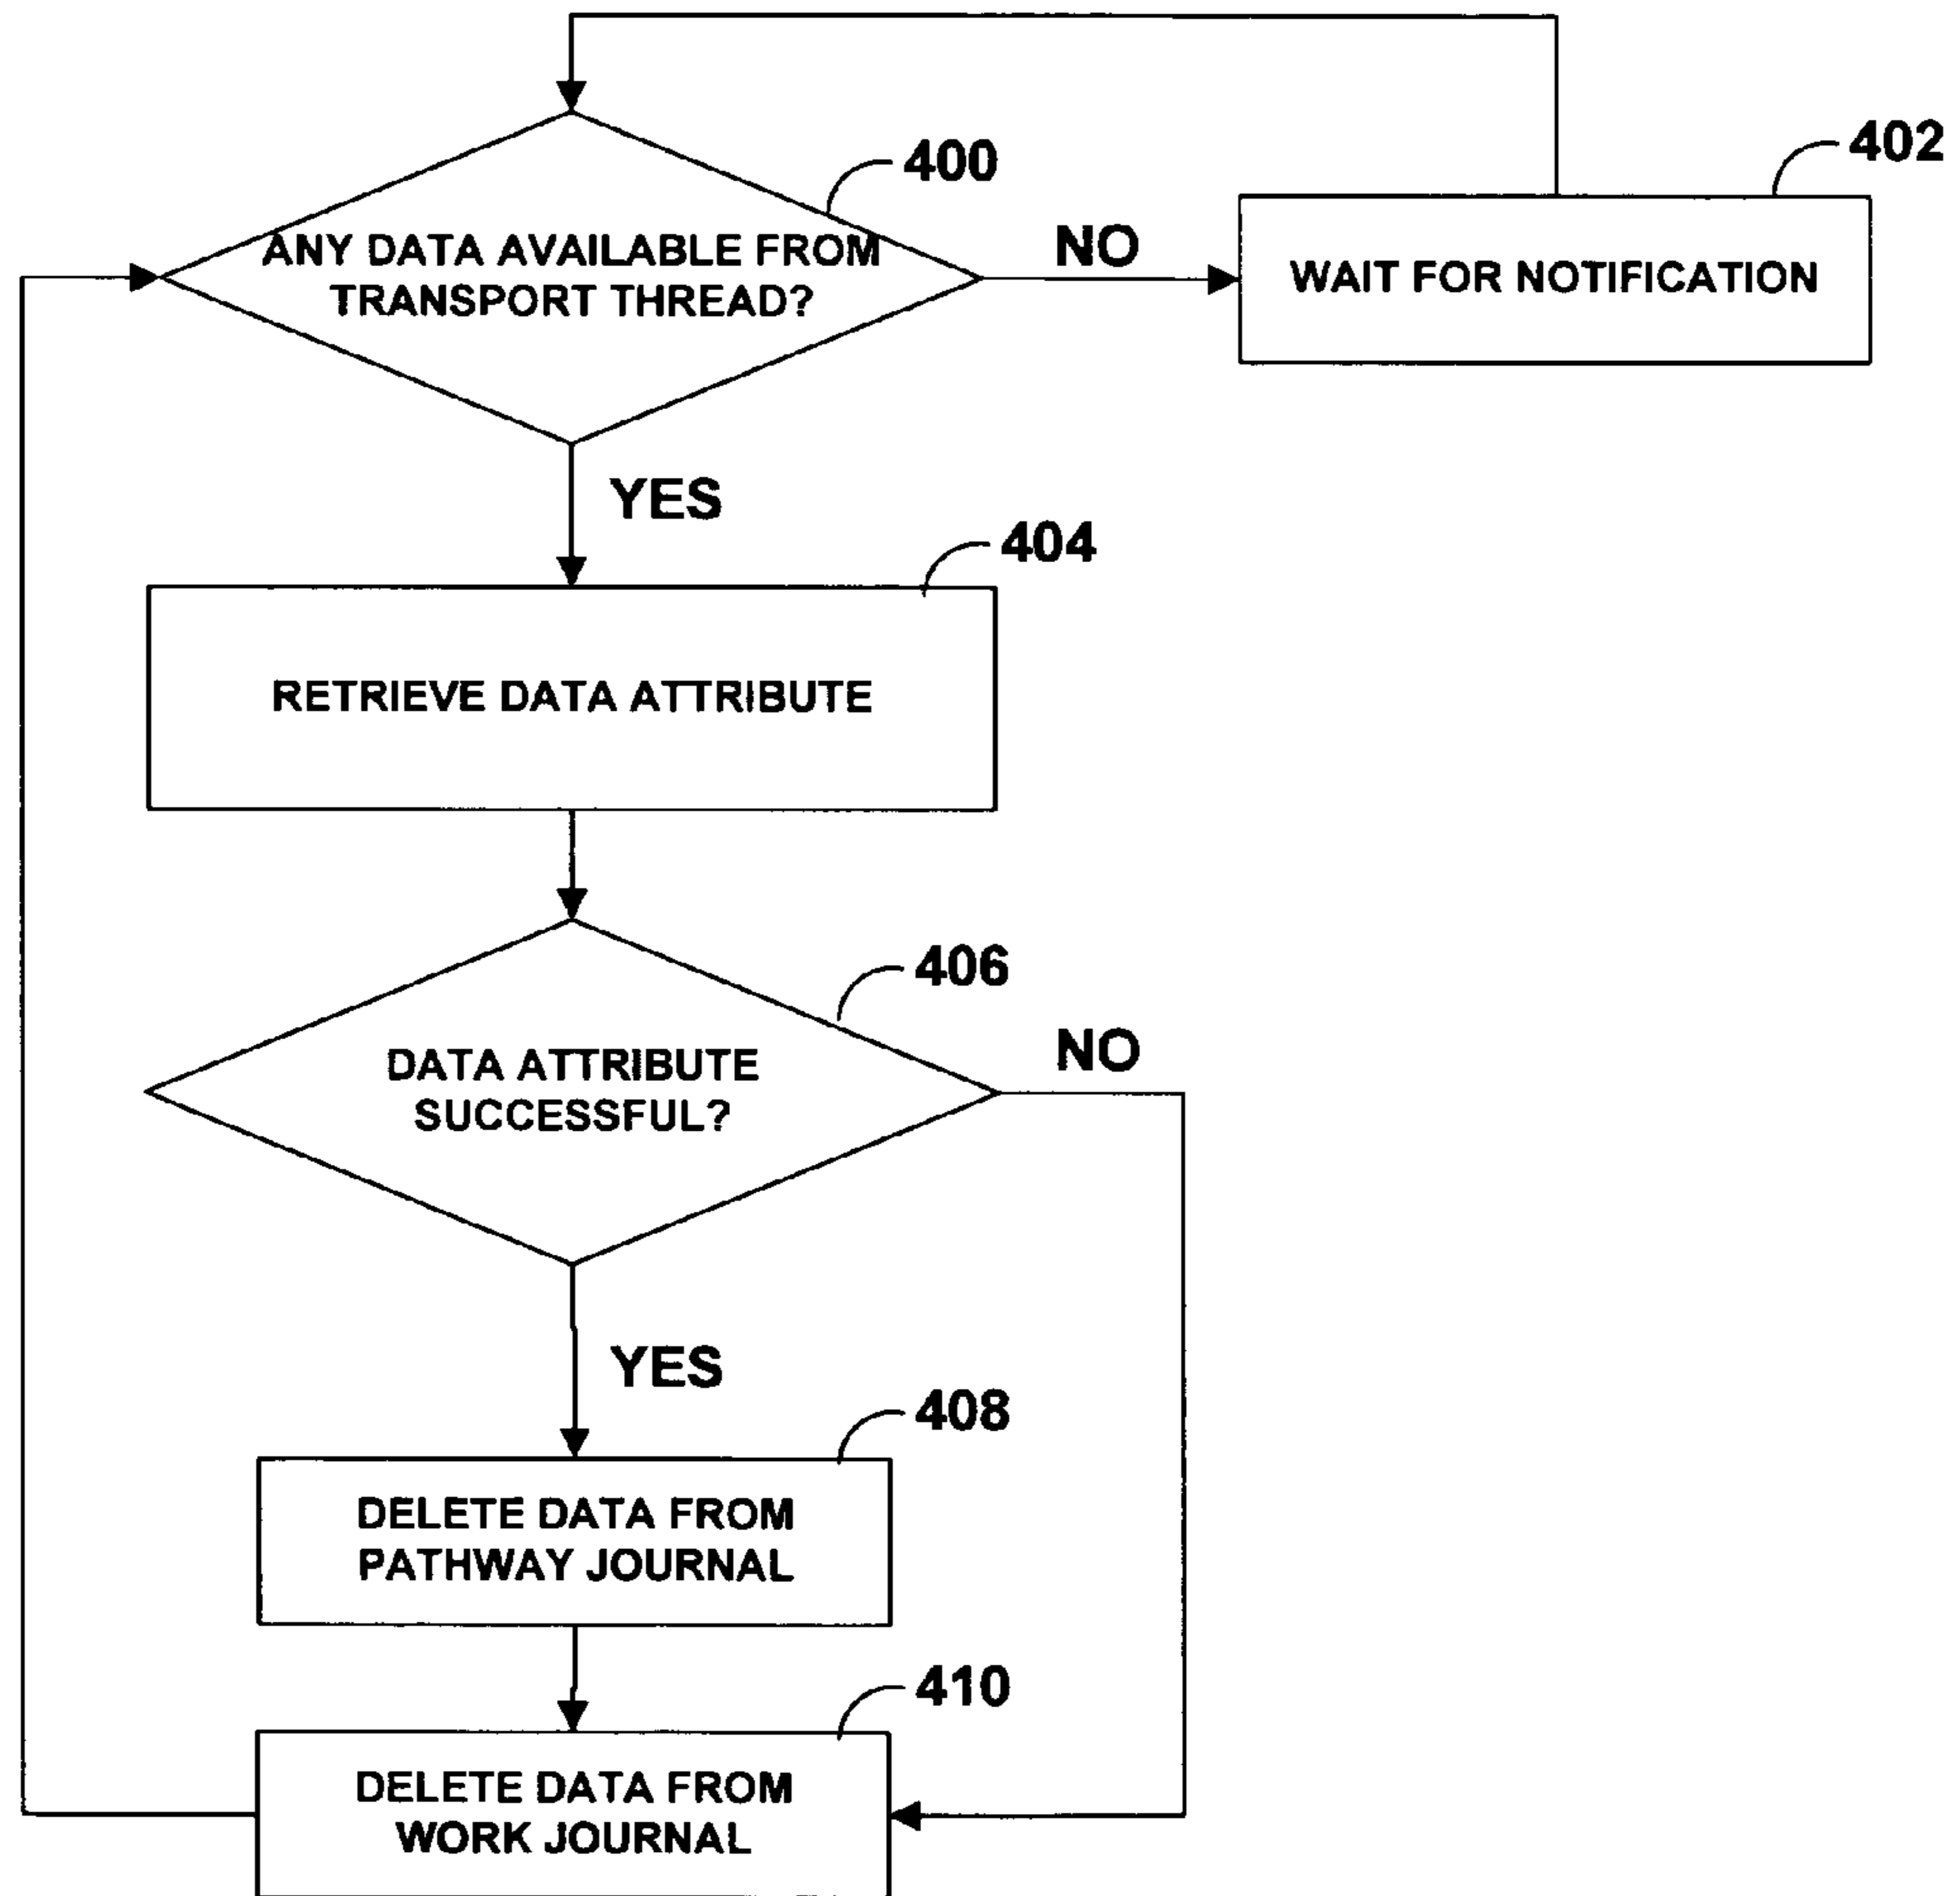 400
402
ANY DATA AVAILABLE FROM
TRANSPORT THREAD?
NO
WAIT FOR NOTIFICATION
YES
404
RETRIEVE DATA ATTRIBUTE
406
NO
DATA ATTRIBUTE
SUCCESSFUL?
YES
408
DELETE DATA FROM
PATHWAY JOURNAL
410
DELETE DATA FROM
WORK JOURNAL